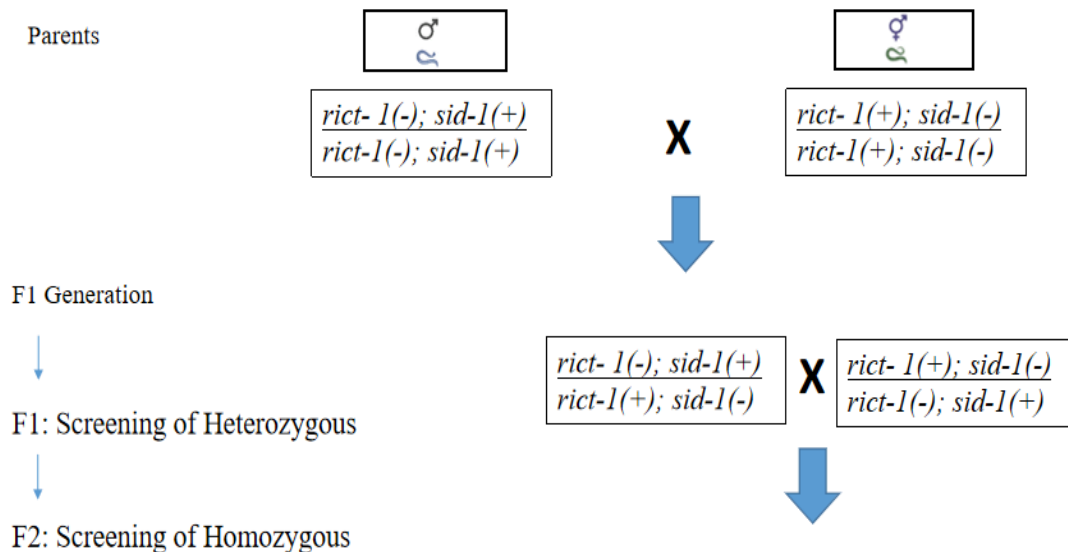 Parents
♂
⚥
rict- 1(-); sid-1(+)
rict-1(-); sid-1(+)
X
rict- 1(+); sid-1(-)
rict-1(+); sid-1(-)
F1 Generation
rict- 1(-); sid-1(+)
rict-1(+); sid-1(-)
X
rict- 1(+); sid-1(-)
rict-1(-); sid-1(+)
F1: Screening of Heterozygous
F2: Screening of Homozygous